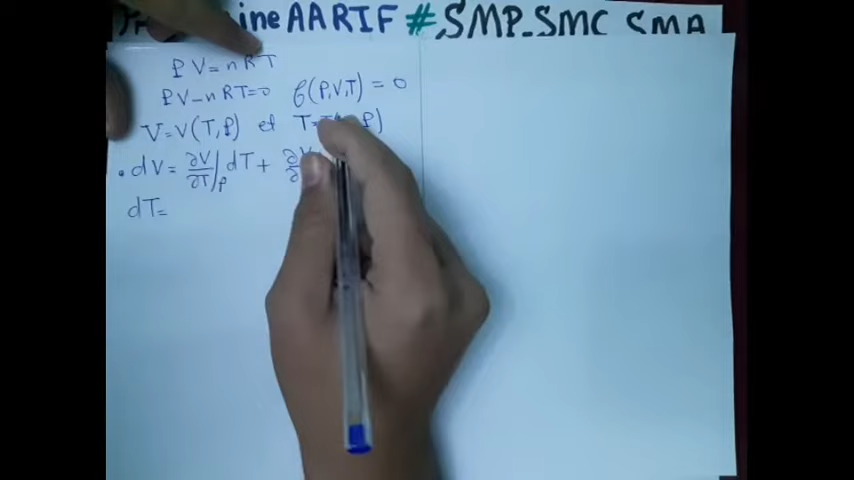 AARIF #SMP_SMC SMA
PV = nRT
PV - nRT = 0 f(P,V,T) = 0
V = V(T,P) et T =
. dV = ∂V/∂T|P dT +
dT =